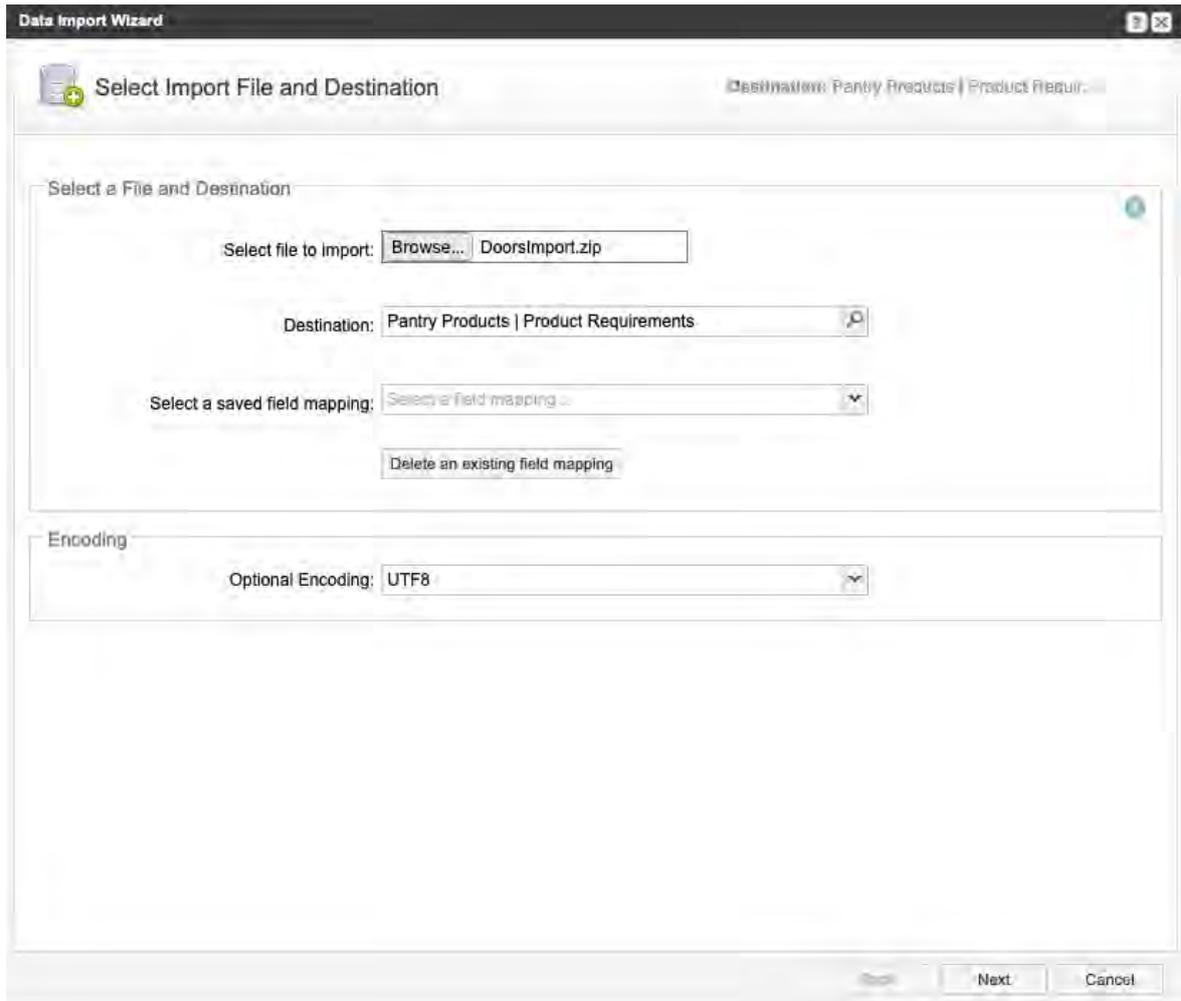 Data Import Wizard
Select Import File and Destination
Destination: Pantry Products | Product Requir...
Select a File and Destination
Select file to import: Browse... DoorsImport.zip
Destination: Pantry Products | Product Requirements
Select a saved field mapping: Select a field mapping...
Delete an existing field mapping
Encoding
Optional Encoding: UTF8
Back Next Cancel